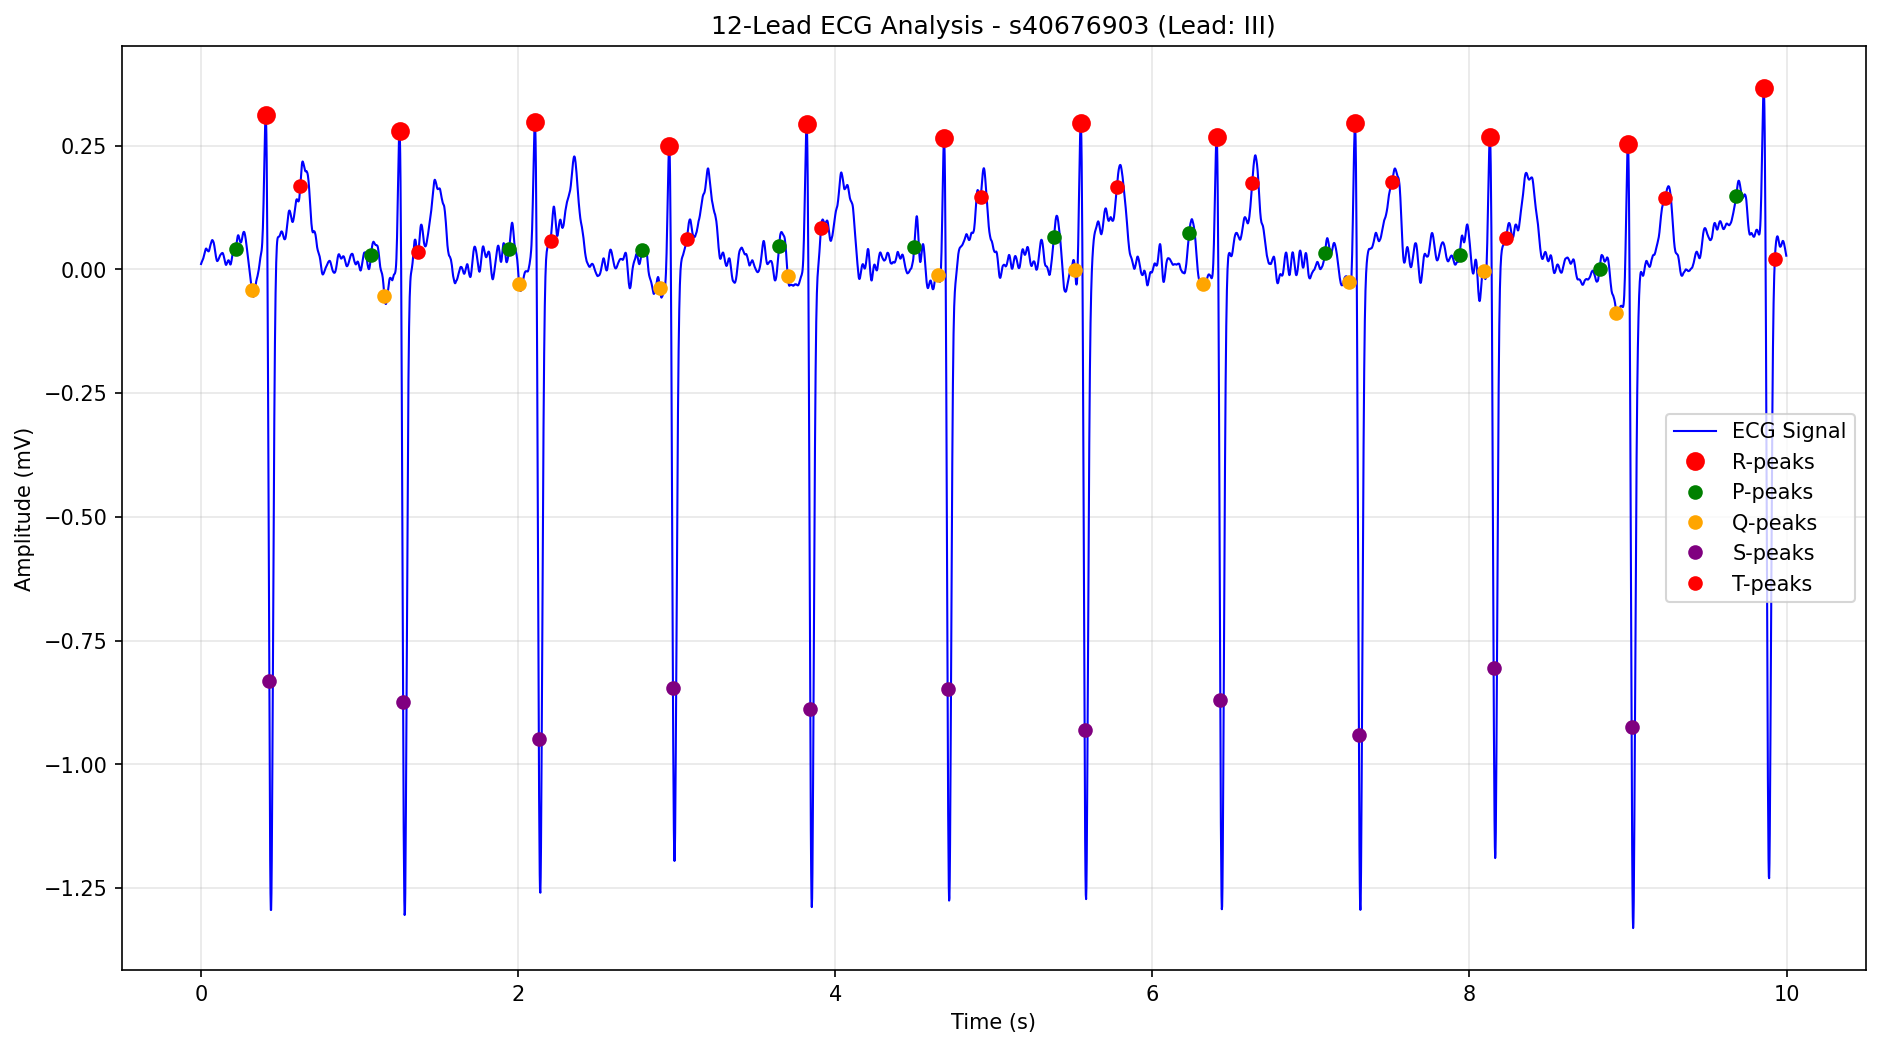 12-Lead ECG Analysis - s40676903 (Lead: III)
Amplitude (mV)
0.25
0.00
−0.25
−0.50
−0.75
−1.00
−1.25
ECG Signal
R-peaks
P-peaks
Q-peaks
S-peaks
T-peaks
0 2 4 6 8 10
Time (s)